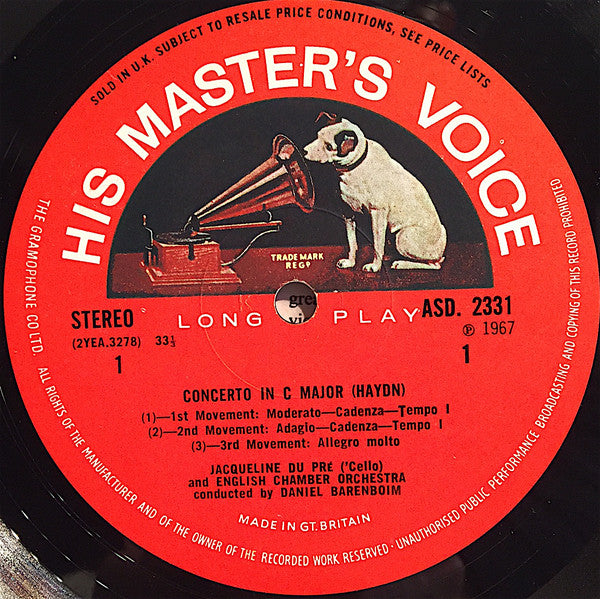 SOLD IN U.K. SUBJECT TO RESALE PRICE CONDITIONS, SEE PRICE LISTS
HIS MASTER'S VOICE
TRADE MARK
REGD
gre
vi
STEREO
LONG PLAY
ASD. 2331
(2YEA.3278) 33⅓
℗ 1967
1
1
CONCERTO IN C MAJOR (HAYDN)
(1)—1st Movement: Moderato—Cadenza—Tempo I
(2)—2nd Movement: Adagio—Cadenza—Tempo I
(3)—3rd Movement: Allegro molto
JACQUELINE DU PRÉ ('Cello)
and ENGLISH CHAMBER ORCHESTRA
conducted by DANIEL BARENBOIM
MADE IN GT. BRITAIN
THE GRAMOPHONE CO LTD. ALL RIGHTS OF THE MANUFACTURER AND OF THE OWNER OF THE RECORDED WORK RESERVED · UNAUTHORISED PUBLIC PERFORMANCE BROADCASTING AND COPYING OF THIS RECORD PROHIBITED